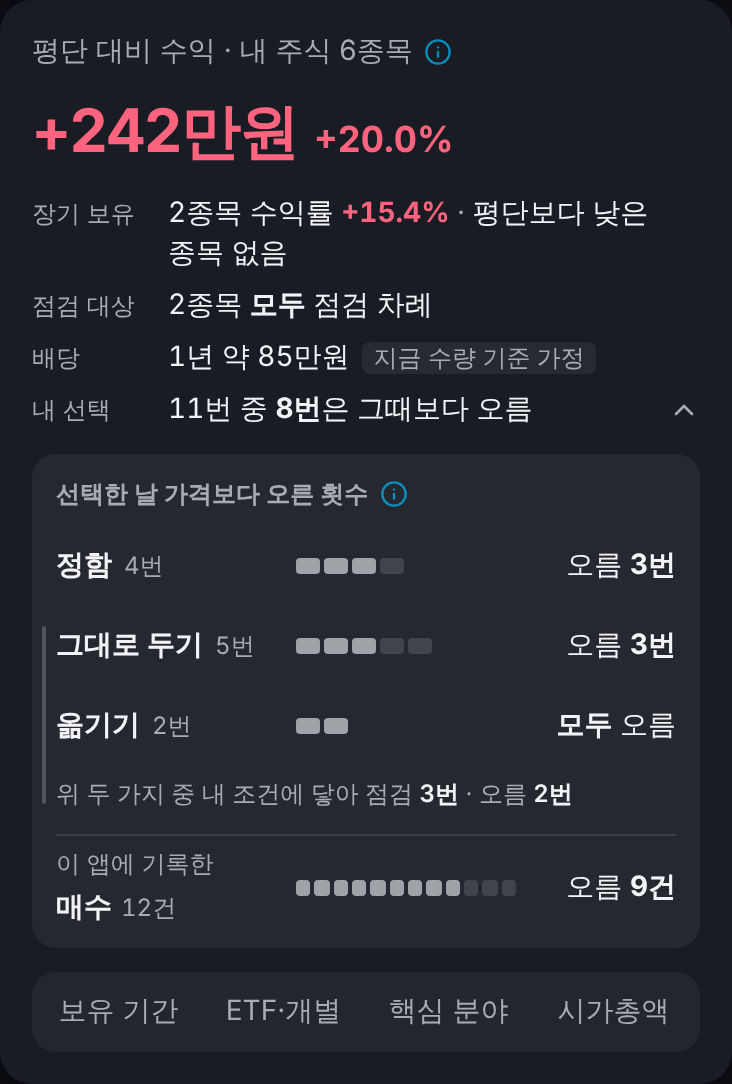 평단 대비 수익 · 내 주식 6종목
+242만원 +20.0%
장기 보유 2종목 수익률 +15.4% · 평단보다 낮은
종목 없음
점검 대상 2종목 모두 점검 차례
배당 1년 약 85만원 지금 수량 기준 가정
내 선택 11번 중 8번은 그때보다 오름
선택한 날 가격보다 오른 횟수
정함 4번 오름 3번
그대로 두기 5번 오름 3번
옮기기 2번 모두 오름
위 두 가지 중 내 조건에 닿아 점검 3번 · 오름 2번
이 앱에 기록한
매수 12건 오름 9건
보유 기간 ETF·개별 핵심 분야 시가총액